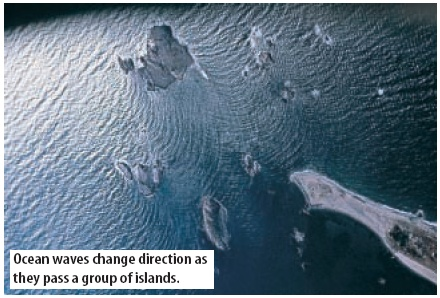 Ocean waves change direction as
they pass a group of islands.